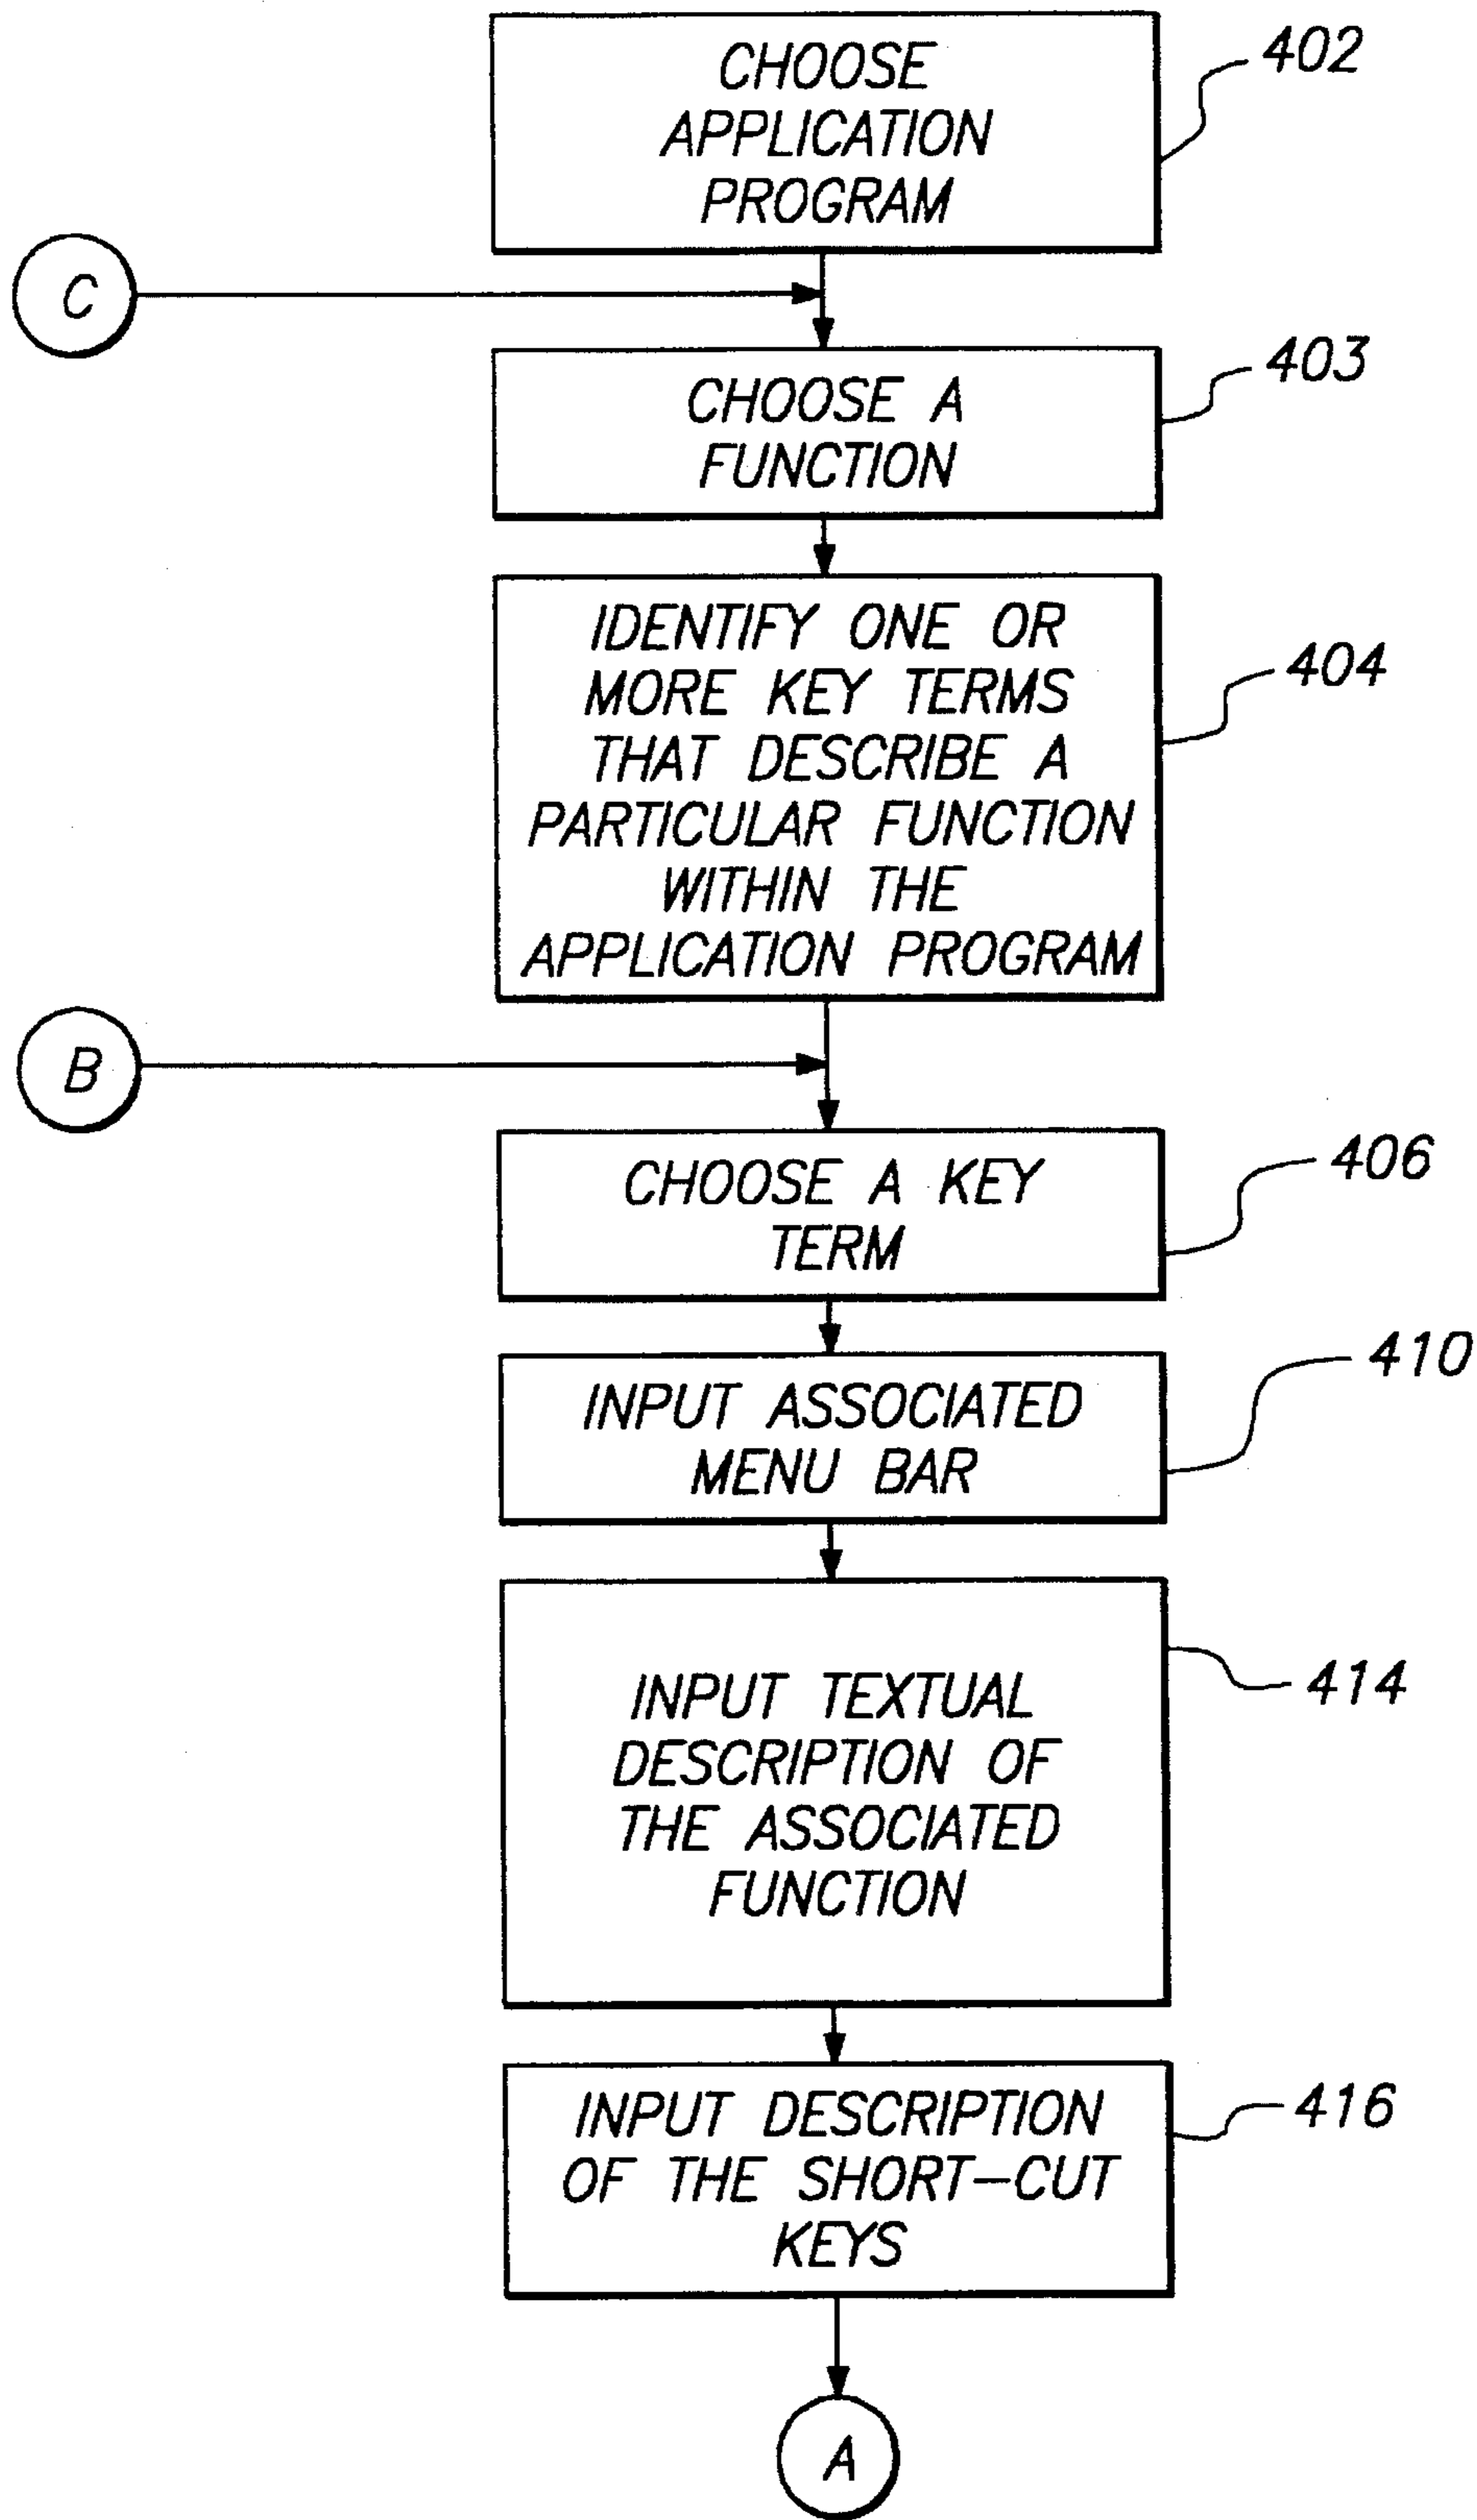 CHOOSE
APPLICATION
PROGRAM
402
C
CHOOSE A
FUNCTION
403
IDENTIFY ONE OR
MORE KEY TERMS
THAT DESCRIBE A
PARTICULAR FUNCTION
WITHIN THE
APPLICATION PROGRAM
404
B
CHOOSE A KEY
TERM
406
INPUT ASSOCIATED
MENU BAR
410
INPUT TEXTUAL
DESCRIPTION OF
THE ASSOCIATED
FUNCTION
414
INPUT DESCRIPTION
OF THE SHORT-CUT
KEYS
416
A